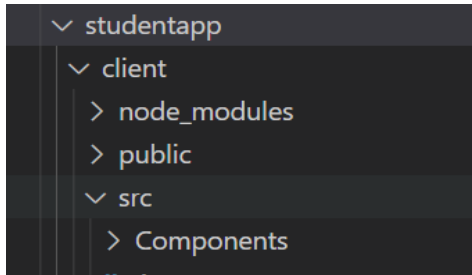 studentapp
client
node_modules
public
src
Components